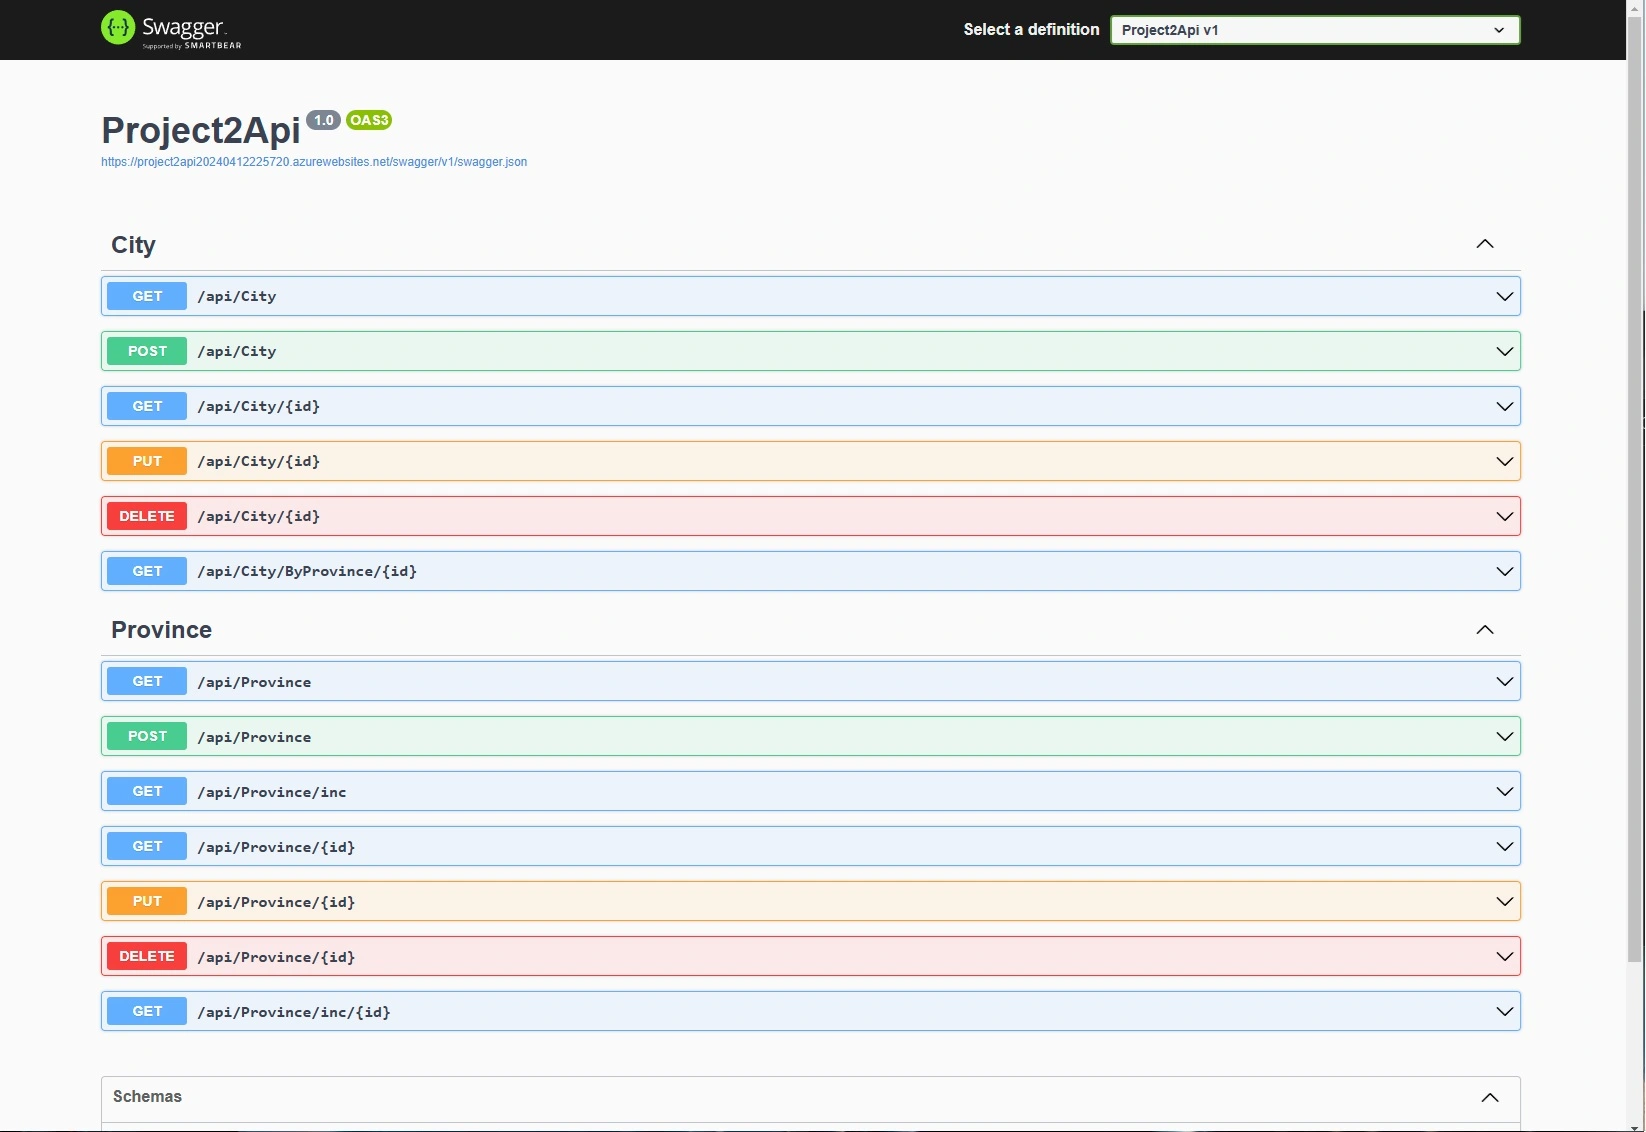 Swagger
Supported by SMARTBEAR
Select a definition
Project2Api v1
Project2Api 1.0 OAS3
https://project2api20240412225720.azurewebsites.net/swagger/v1/swagger.json
City
GET /api/City
POST /api/City
GET /api/City/{id}
PUT /api/City/{id}
DELETE /api/City/{id}
GET /api/City/ByProvince/{id}
Province
GET /api/Province
POST /api/Province
GET /api/Province/inc
GET /api/Province/{id}
PUT /api/Province/{id}
DELETE /api/Province/{id}
GET /api/Province/inc/{id}
Schemas